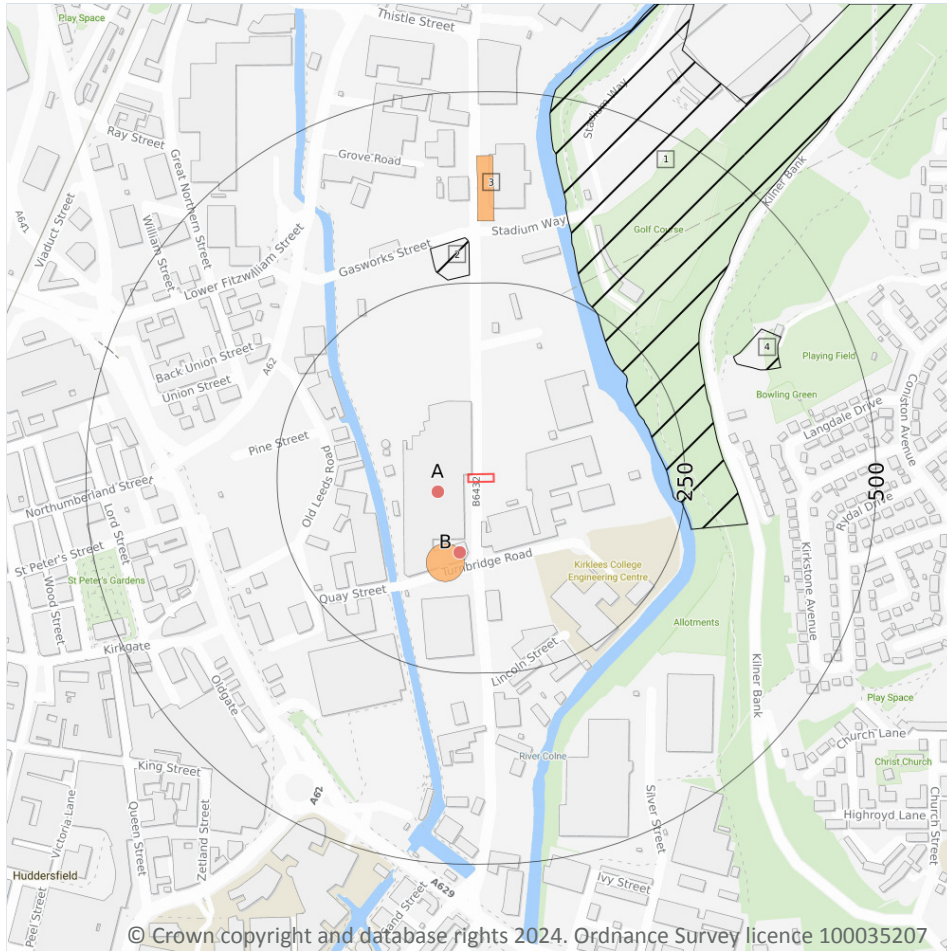 Play Space
Thistle Street
Stadium Way
Ray Street
Great Northern Street
Grove Road
3
1
Kilner Bank
A641
Viaduct Street
William Street
Lower Fitzwilliam Street
Gasworks Street
Stadium Way
Golf Course
2
Back Union Street
Union Street
A62
4
Playing Field
Bowling Green
Langdale Drive
Coniston Avenue
Pine Street
Old Leeds Road
A
B6432
250
500
Northumberland Street
Lord Street
Rydal Drive
St Peter's Street
B
Turnbridge Road
Kirklees College
Engineering Centre
Kirkstone Avenue
St Peter's Gardens
Wood Street
Quay Street
Allotments
Kirkgate
Lincoln Street
Kilner Bank
Oldgate
Play Space
Church Lane
Christ Church
River Colne
King Street
A62
Silver Street
Highroyd Lane
Church Street
Victoria Lane
Queen Street
Zetland Street
Huddersfield
Peel Street
A629
Ivy Street
and Street
© Crown copyright and database rights 2024. Ordnance Survey licence 100035207